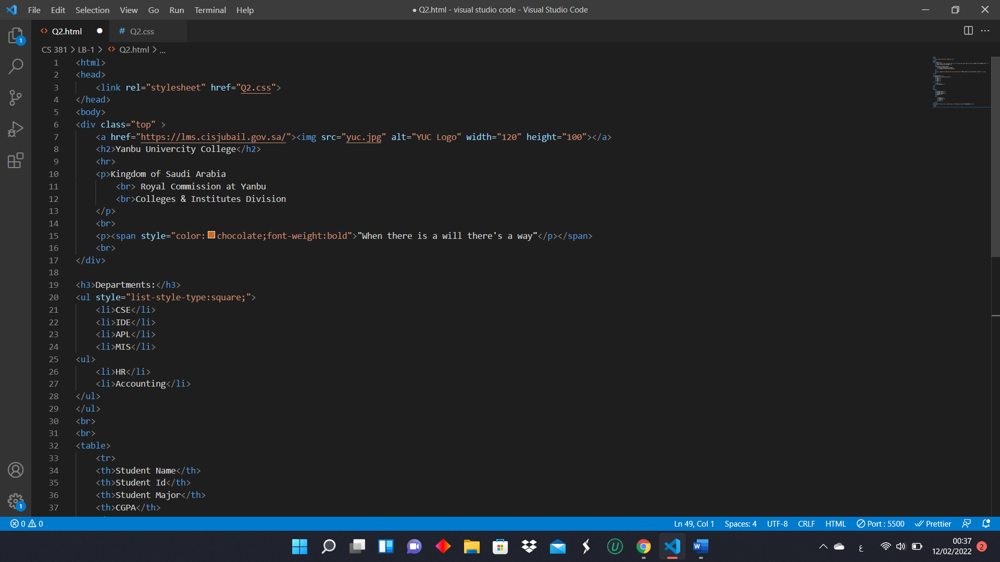 File Edit Selection View Go Run Terminal Help
● Q2.html - visual studio code - Visual Studio Code
Q2.html
# Q2.css
CS 381 > LB-1 > Q2.html > ...
1 <html>
2 <head>
3 <link rel="stylesheet" href="Q2.css">
4 </head>
5 <body>
6 <div class="top" >
7 <a href="https://lms.cisjubail.gov.sa/"><img src="yuc.jpg" alt="YUC Logo" width="120" height="100"></a>
8 <h2>Yanbu Univercity College</h2>
9 <hr>
10 <p>Kingdom of Saudi Arabia
11 <br> Royal Commission at Yanbu
12 <br>Colleges & Institutes Division
13 </p>
14 <br>
15 <p><span style="color:chocolate;font-weight:bold">"When there is a will there's a way"</p></span>
16 <br>
17 </div>
18
19 <h3>Departments:</h3>
20 <ul style="list-style-type:square;">
21 <li>CSE</li>
22 <li>IDE</li>
23 <li>APL</li>
24 <li>MIS</li>
25 <ul>
26 <li>HR</li>
27 <li>Accounting</li>
28 </ul>
29 </ul>
30 <br>
31 <br>
32 <table>
33 <tr>
34 <th>Student Name</th>
35 <th>Student Id</th>
36 <th>Student Major</th>
37 <th>CGPA</th>
1
1
0 0
Ln 49, Col 1 Spaces: 4 UTF-8 CRLF HTML Port : 5500 Prettier
ع
00:37
12/02/2022
2